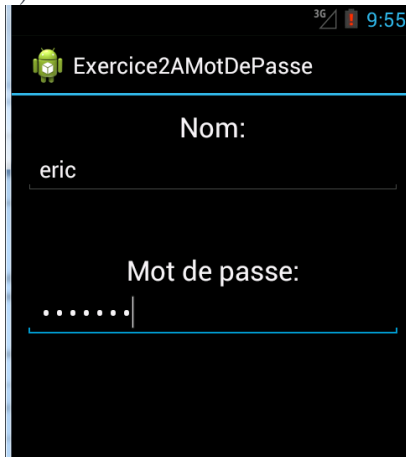 3G 9:55
Exercice2AMotDePasse
Nom:
eric
Mot de passe:
•••••••